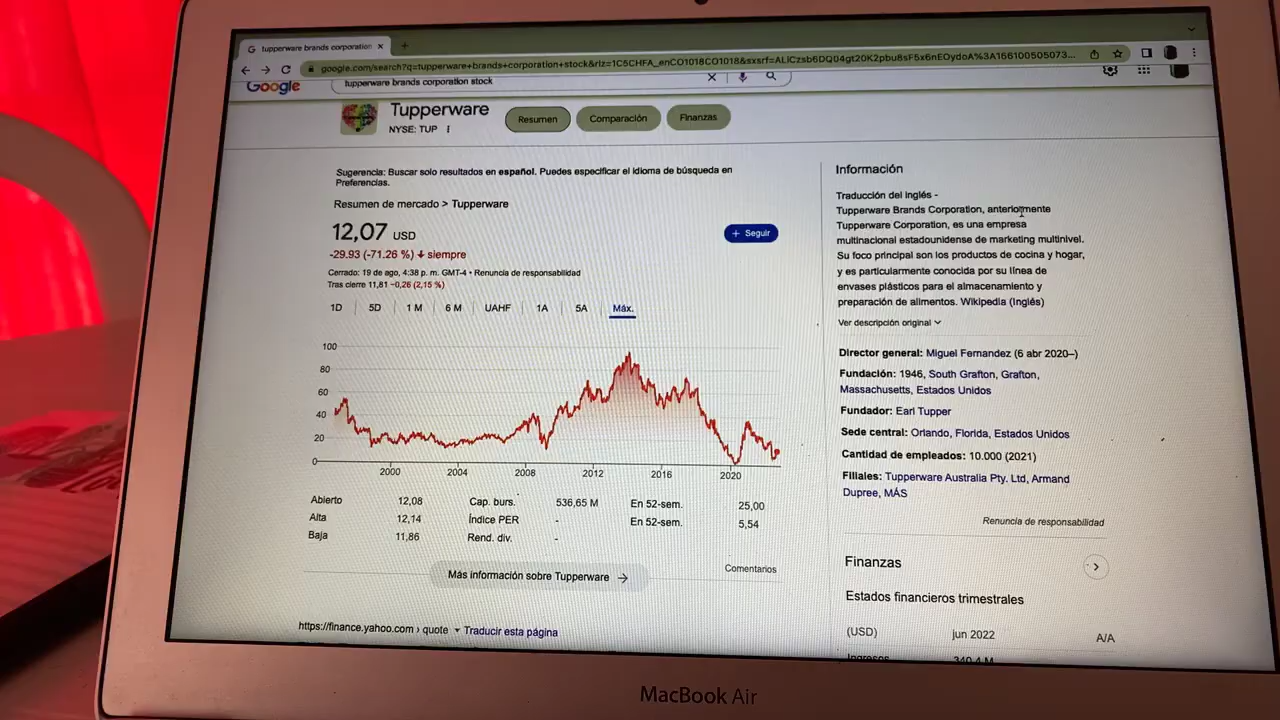 tupperware brands corporation
google.com/search?q=tupperware+brands+corporation+stock&rlz=1C5CHFA_enCO1018CO1018&sxsrf=
Google
tupperware brands corporation stock
Tupperware
NYSE: TUP
Resumen
Comparación
Finanzas
Sugerencia: Buscar solo resultados en español. Puedes especificar el idioma de búsqueda en
Preferencias.
Resumen de mercado > Tupperware
12,07 USD
+ Seguir
-29.93 (-71.26 %) siempre
Cerrado: 19 de ago, 4:38 p. m. GMT-4 • Renuncia de responsabilidad
Tras cierre 11,81 −0,26 (2,15 %)
1D 5D 1 M 6 M UAHF 1A 5A Máx.
100
80
60
40
20
0
2000 2004 2008 2012 2016 2020
Abierto 12,08 Cap. burs. 536,65 M En 52-sem. 25,00
Alta 12,14 Índice PER - En 52-sem. 5,54
Baja 11,86 Rend. div. -
Más información sobre Tupperware →
Comentarios
https://finance.yahoo.com › quote Traducir esta página
Información
Traducción del inglés -
Tupperware Brands Corporation, anteriormente
Tupperware Corporation, es una empresa
multinacional estadounidense de marketing multinivel.
Su foco principal son los productos de cocina y hogar,
y es particularmente conocida por su línea de
envases plásticos para el almacenamiento y
preparación de alimentos. Wikipedia (Inglés)
Ver descripción original
Director general: Miguel Fernandez (6 abr 2020–)
Fundación: 1946, South Grafton, Grafton,
Massachusetts, Estados Unidos
Fundador: Earl Tupper
Sede central: Orlando, Florida, Estados Unidos
Cantidad de empleados: 10.000 (2021)
Filiales: Tupperware Australia Pty. Ltd, Armand
Dupree, MÁS
Renuncia de responsabilidad
Finanzas
Estados financieros trimestrales
(USD) jun 2022 A/A
Ingresos 340,4 M
MacBook Air